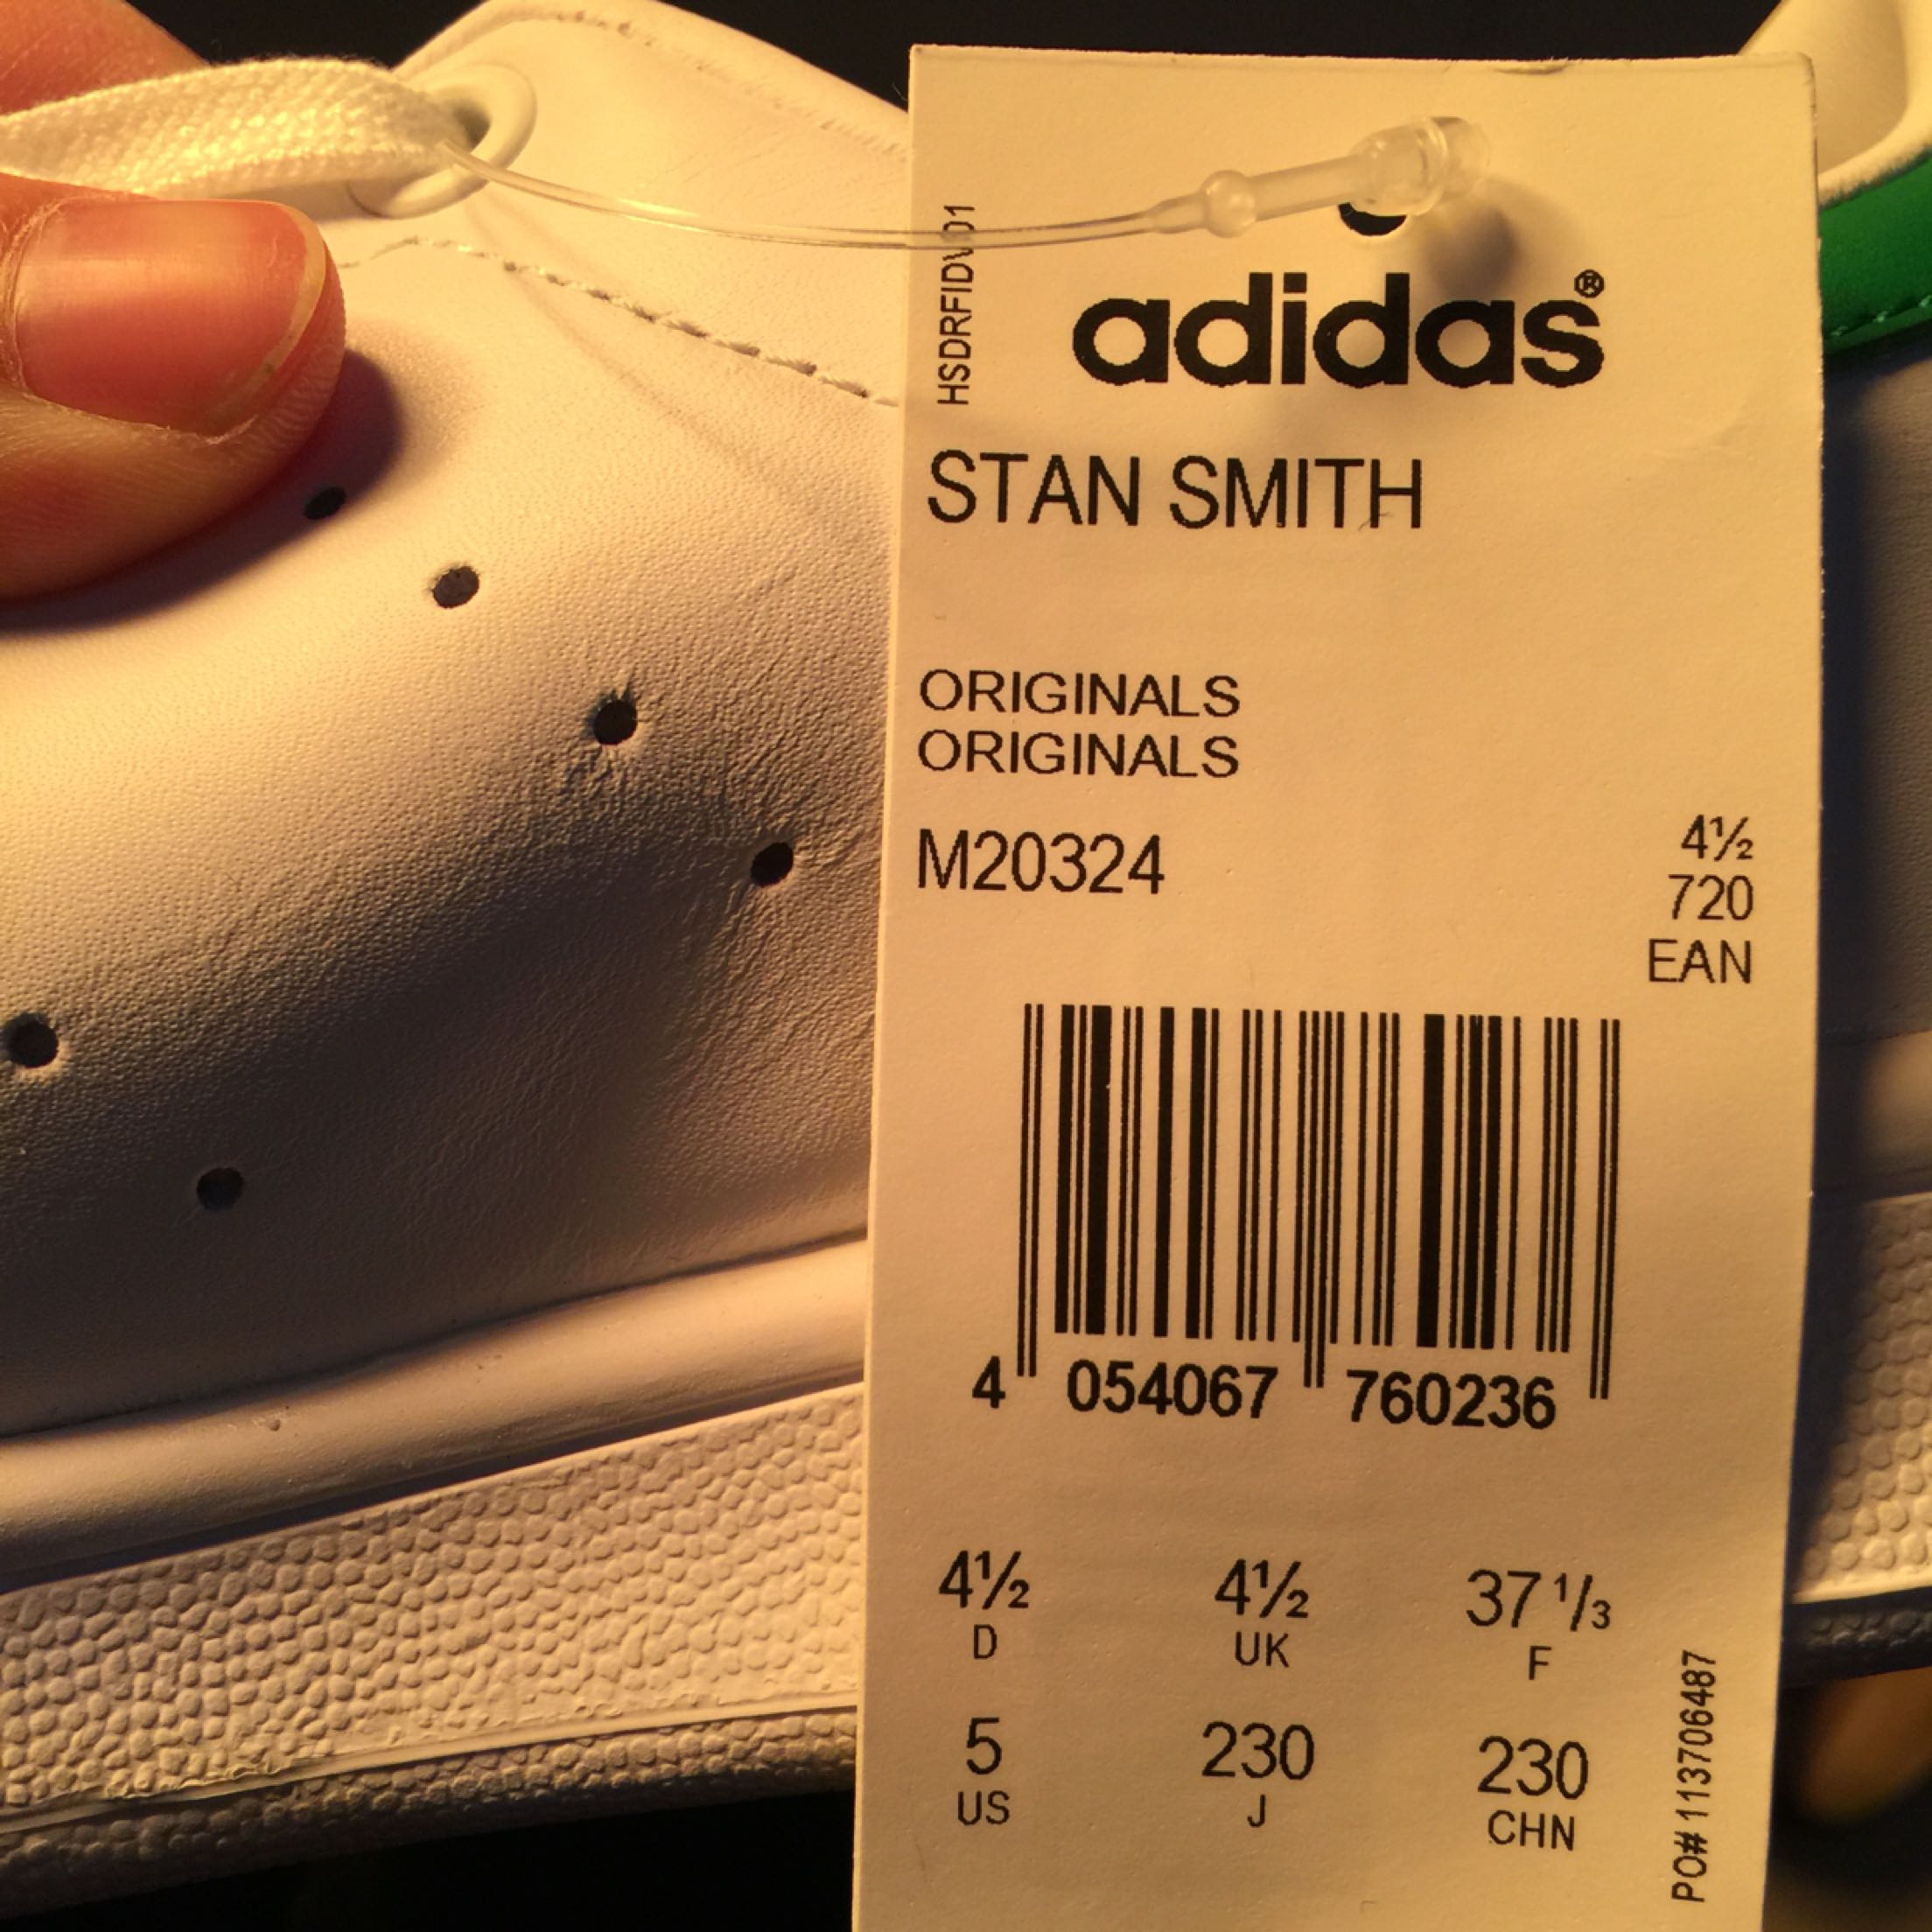 HSDRFIDV01
adidas®
STAN SMITH
ORIGINALS
ORIGINALS
M20324
4½
720
EAN
4 054067 760236
4½ 4½ 37 1/3
D UK F
5 230 230
US J CHN
PO# 113706487